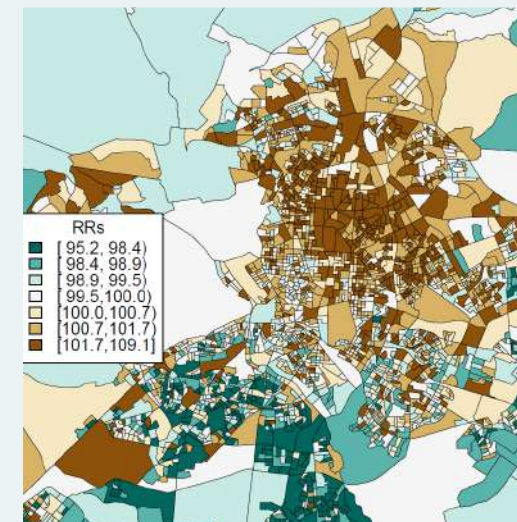 RRs
[ 95.2, 98.4)
[ 98.4, 98.9)
[ 98.9, 99.5)
[ 99.5,100.0)
[100.0,100.7)
[100.7,101.7)
[101.7,109.1]